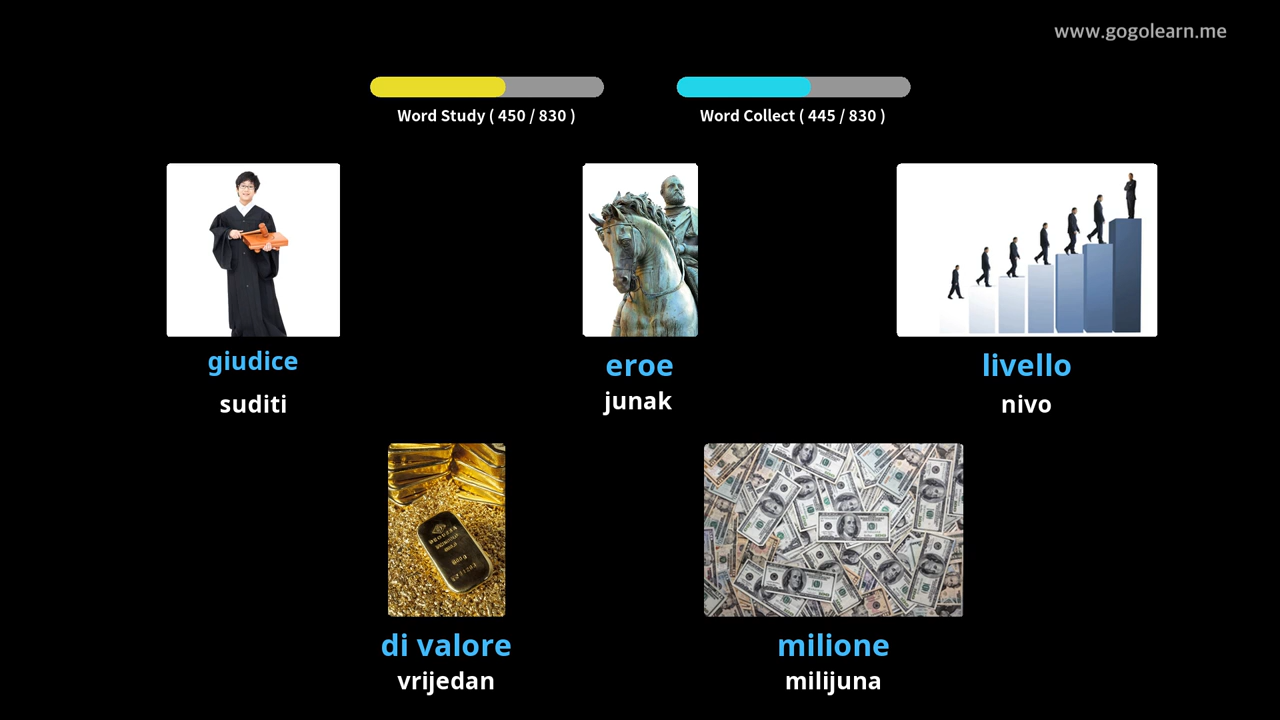 www.gogolearn.me
Word Study ( 450 / 830 )
Word Collect ( 445 / 830 )
giudice
suditi
eroe
junak
livello
nivo
di valore
vrijedan
milione
milijuna